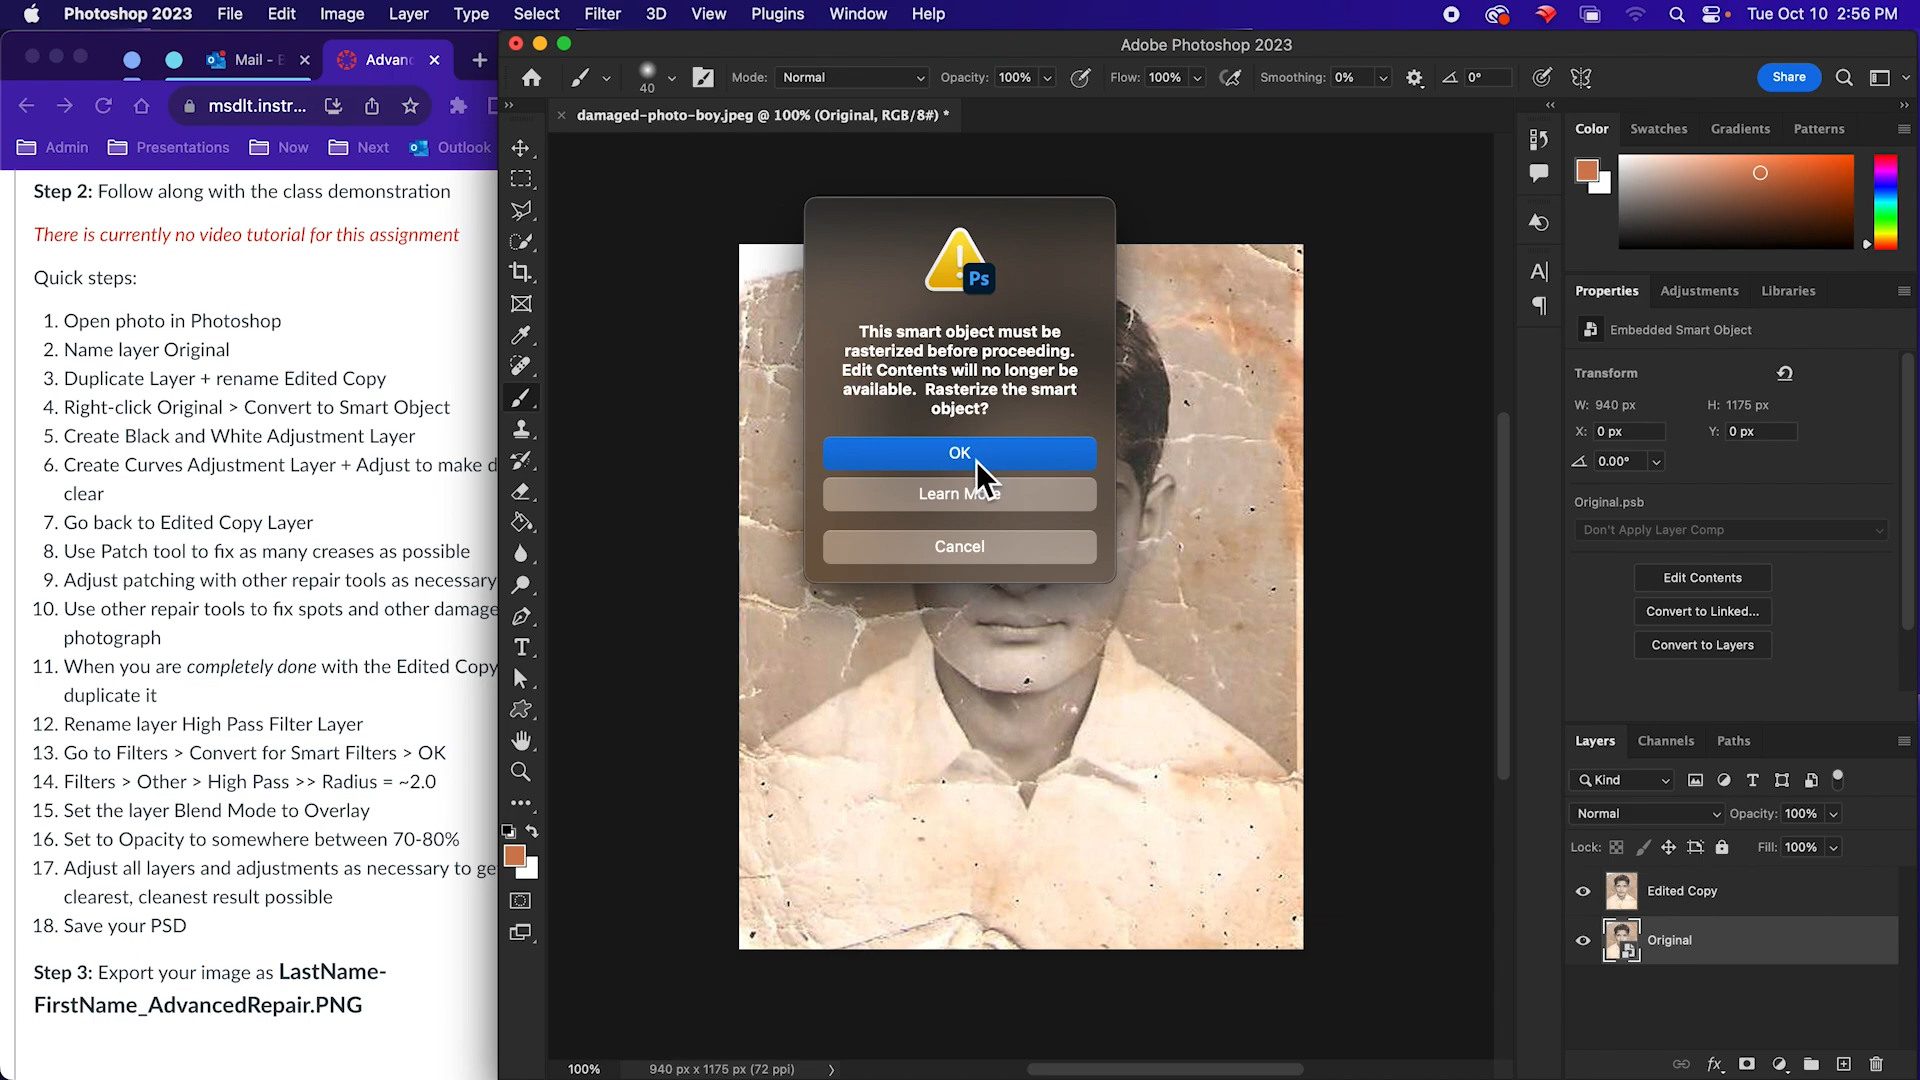 Photoshop 2023 File Edit Image Layer Type Select Filter 3D View Plugins Window Help Tue Oct 10 2:56 PM
Mail - Advan
Adobe Photoshop 2023
Mode: Normal Opacity: 100% Flow: 100% Smoothing: 0% 0° Share
40
msdlt.instr...
damaged-photo-boy.jpeg @ 100% (Original, RGB/8#) *
Admin Presentations Now Next Outlook
Color Swatches Gradients Patterns
Step 2: Follow along with the class demonstration
There is currently no video tutorial for this assignment
Quick steps:
1. Open photo in Photoshop
2. Name layer Original
3. Duplicate Layer + rename Edited Copy
4. Right-click Original > Convert to Smart Object
5. Create Black and White Adjustment Layer
6. Create Curves Adjustment Layer + Adjust to make d
clear
7. Go back to Edited Copy Layer
8. Use Patch tool to fix as many creases as possible
9. Adjust patching with other repair tools as necessary
10. Use other repair tools to fix spots and other damage
photograph
11. When you are completely done with the Edited Copy
duplicate it
12. Rename layer High Pass Filter Layer
13. Go to Filters > Convert for Smart Filters > OK
14. Filters > Other > High Pass >> Radius = ~2.0
15. Set the layer Blend Mode to Overlay
16. Set to Opacity to somewhere between 70-80%
17. Adjust all layers and adjustments as necessary to ge
clearest, cleanest result possible
18. Save your PSD
Step 3: Export your image as LastName-
FirstName_AdvancedRepair.PNG
Ps
This smart object must be
rasterized before proceeding.
Edit Contents will no longer be
available. Rasterize the smart
object?
OK
Learn More
Cancel
Properties Adjustments Libraries
Embedded Smart Object
Transform
W: 940 px H: 1175 px
X: 0 px Y: 0 px
0.00°
Original.psb
Don't Apply Layer Comp
Edit Contents
Convert to Linked...
Convert to Layers
Layers Channels Paths
Kind
Normal Opacity: 100%
Lock: Fill: 100%
Edited Copy
Original
fx
100% 940 px x 1175 px (72 ppi)